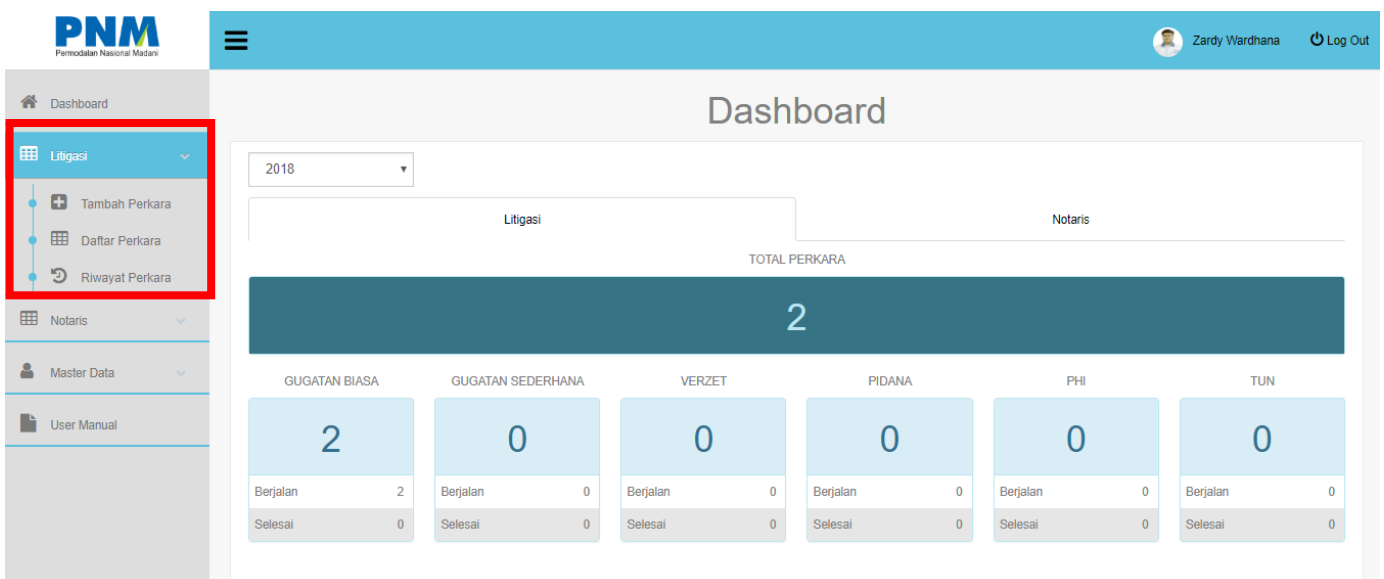 PNM
Permodalan Nasional Madani
Zardy Wardhana
Log Out
Dashboard
Litigasi
Tambah Perkara
Daftar Perkara
Riwayat Perkara
Notaris
Master Data
User Manual
Dashboard
2018
Litigasi Notaris
TOTAL PERKARA
2
GUGATAN BIASA GUGATAN SEDERHANA VERZET PIDANA PHI TUN
2 0 0 0 0 0
Berjalan 2 Berjalan 0 Berjalan 0 Berjalan 0 Berjalan 0 Berjalan 0
Selesai 0 Selesai 0 Selesai 0 Selesai 0 Selesai 0 Selesai 0